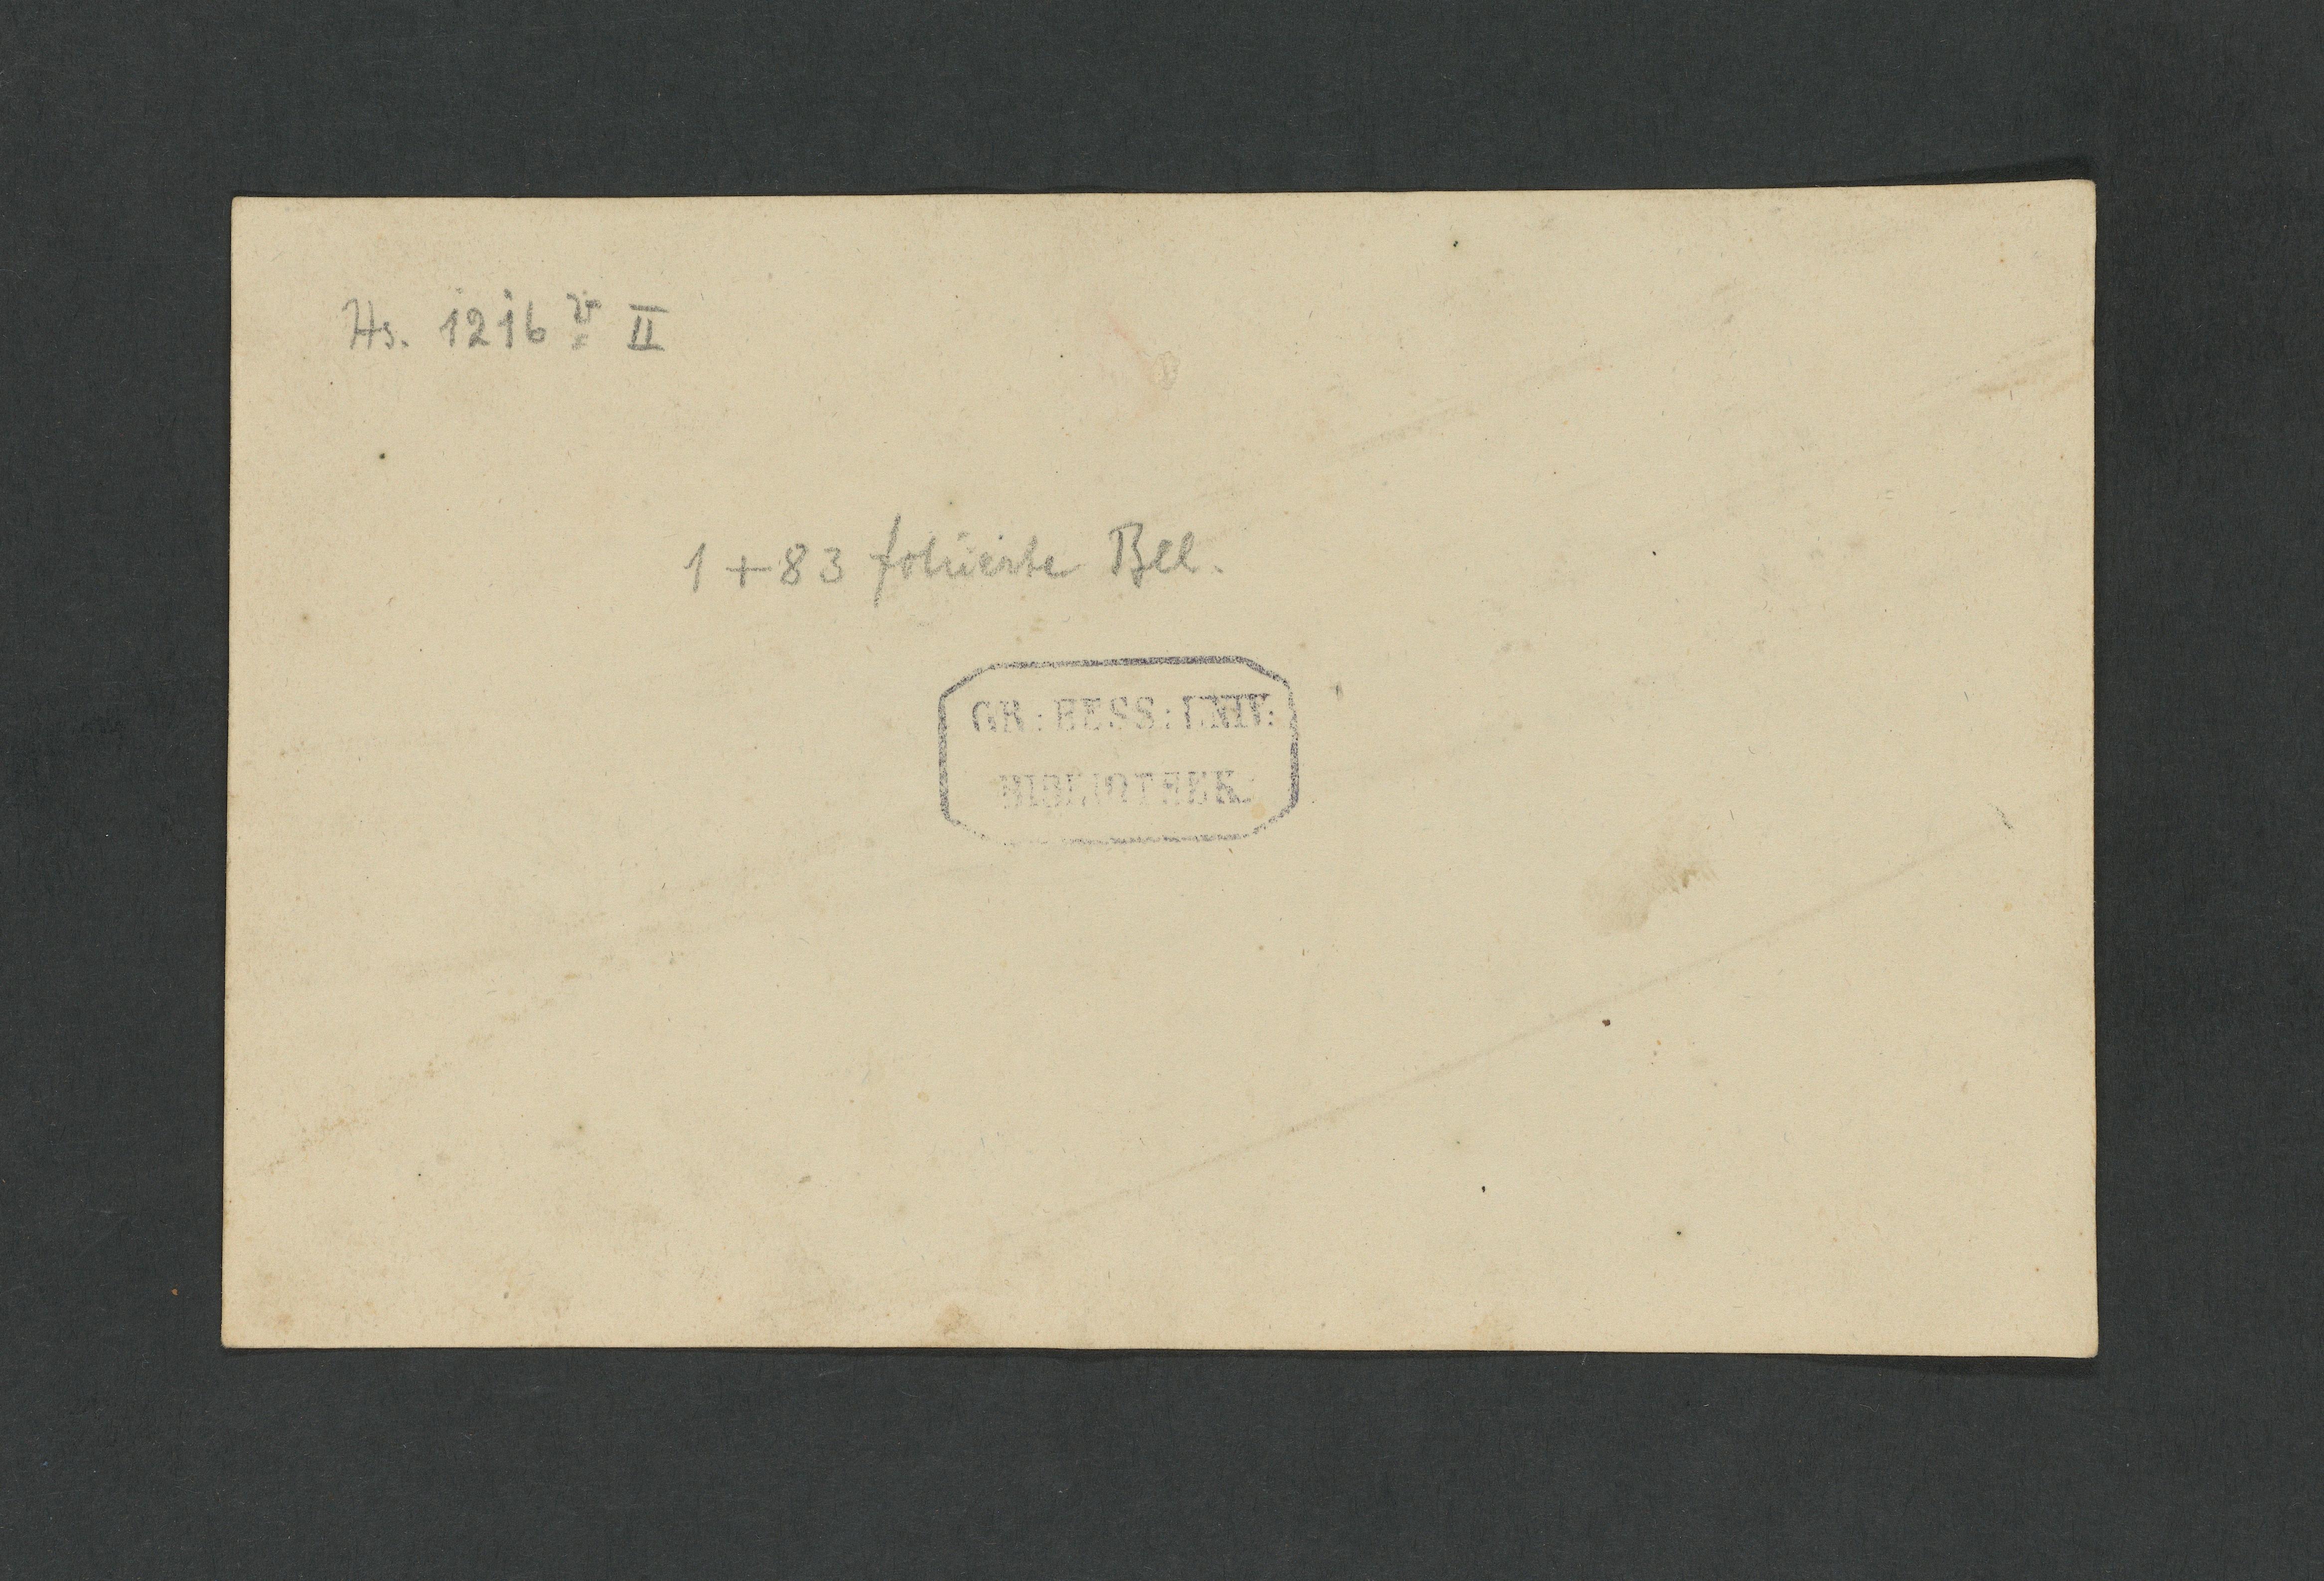 Hs. 1216 v II
1 + 83 foliierte Bll.
GR: HESS: UNIV:
BIBLIOTHEK.